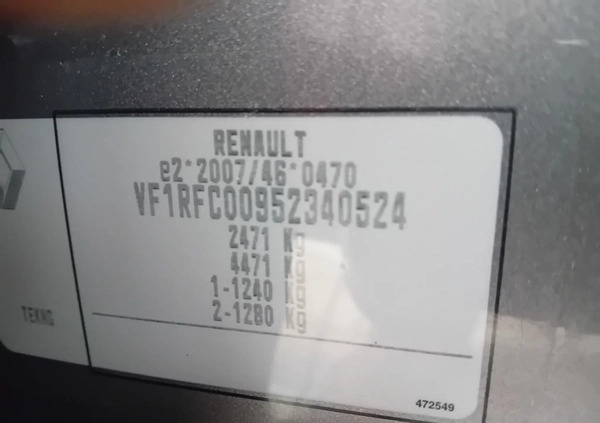 RENAULT
e2*2007/46*0470
VF1RFC00952340524
2471 Kg
4471 Kg
1-1240 Kg
2-1280 Kg
TEKNO
472549